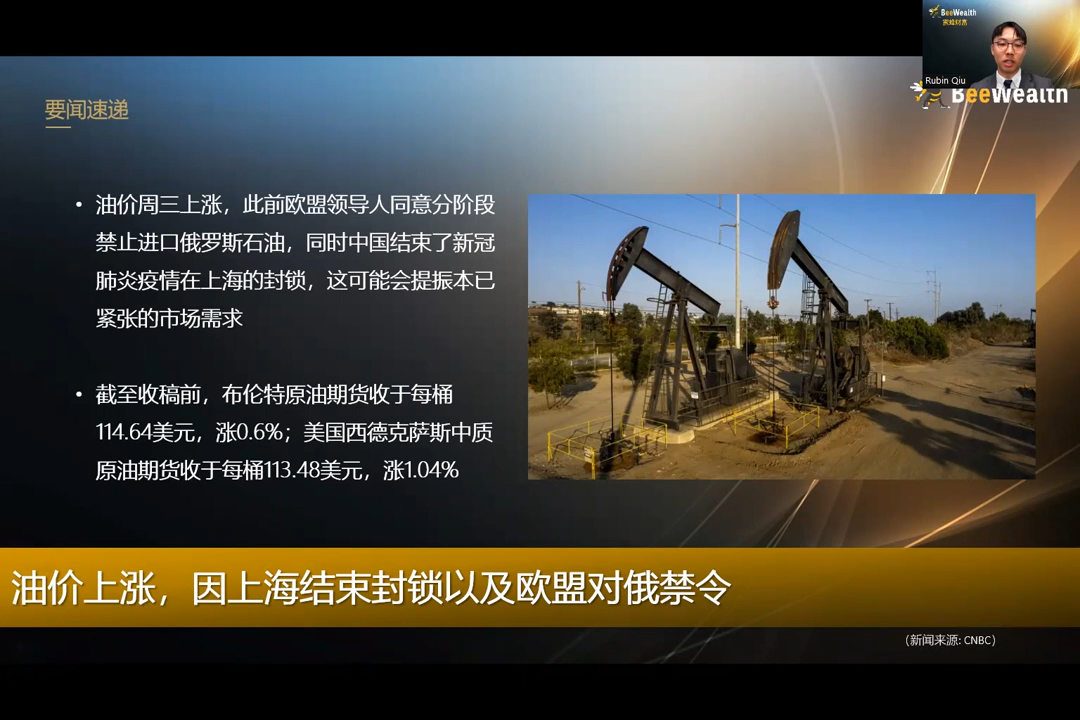 BeeWealth
蜜蜂财富
Rubin Qiu
BeeWealth
要闻速递
• 油价周三上涨，此前欧盟领导人同意分阶段
禁止进口俄罗斯石油，同时中国结束了新冠
肺炎疫情在上海的封锁，这可能会提振本已
紧张的市场需求
• 截至收稿前，布伦特原油期货收于每桶
114.64美元，涨0.6%；美国西德克萨斯中质
原油期货收于每桶113.48美元，涨1.04%
油价上涨，因上海结束封锁以及欧盟对俄禁令
（新闻来源: CNBC）